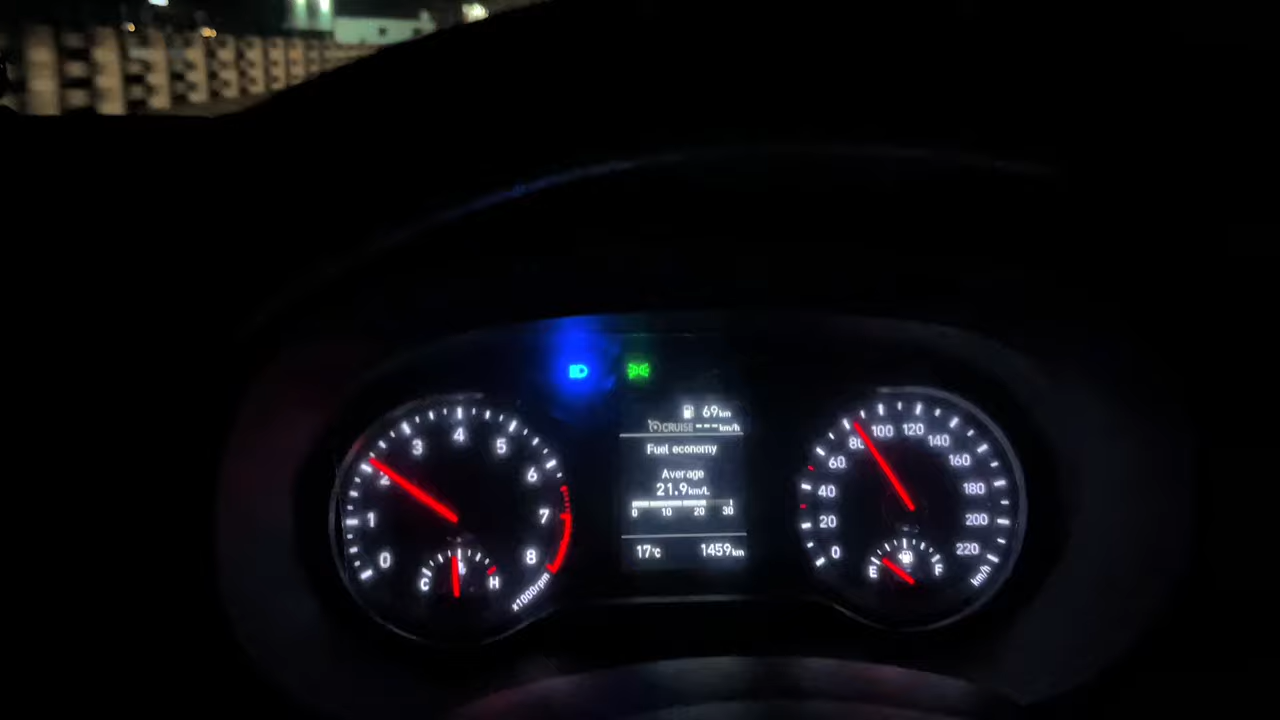 69km
CRUISE ---km/h
Fuel economy
Average
21.9km/L
0 10 20 30
17°C 1459km
0 1 2 3 4 5 6 7 8
x1000rpm
C H
0 20 40 60 80 100 120 140 160 180 200 220
km/h
E F